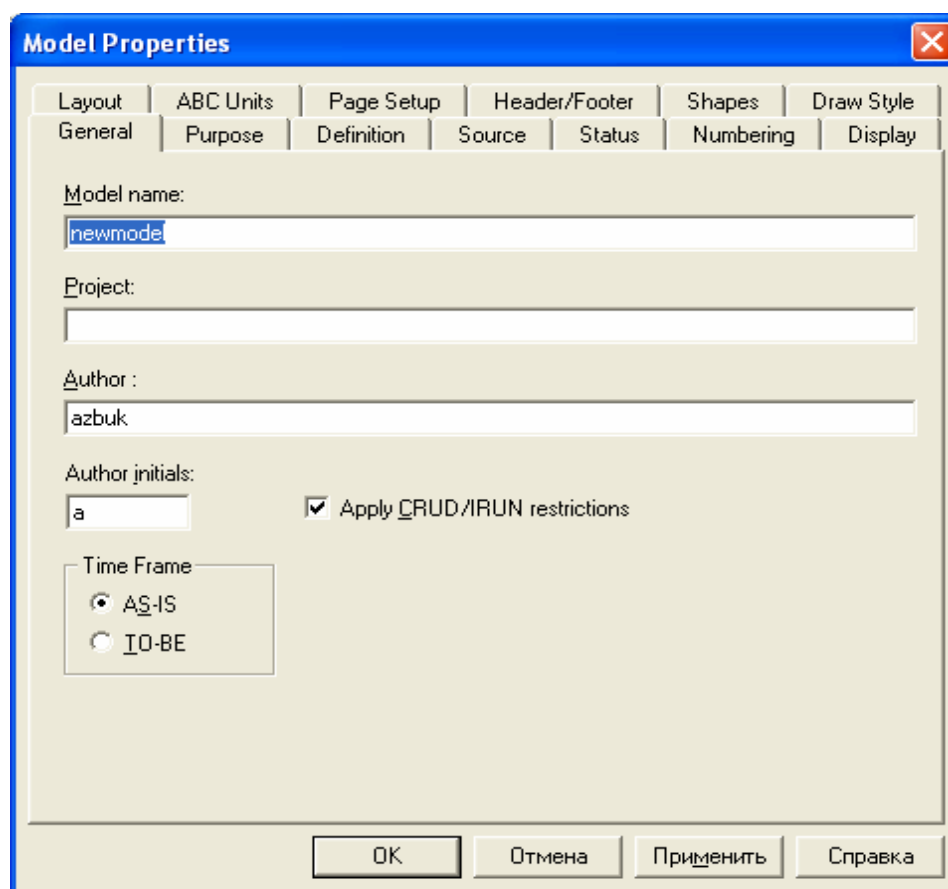 Model Properties
Layout ABC Units Page Setup Header/Footer Shapes Draw Style
General Purpose Definition Source Status Numbering Display
Model name:
newmodel
Project:
Author :
azbuk
Author initials:
a Apply CRUD/IRUN restrictions
Time Frame
AS-IS
TO-BE
OK Отмена Применить Справка